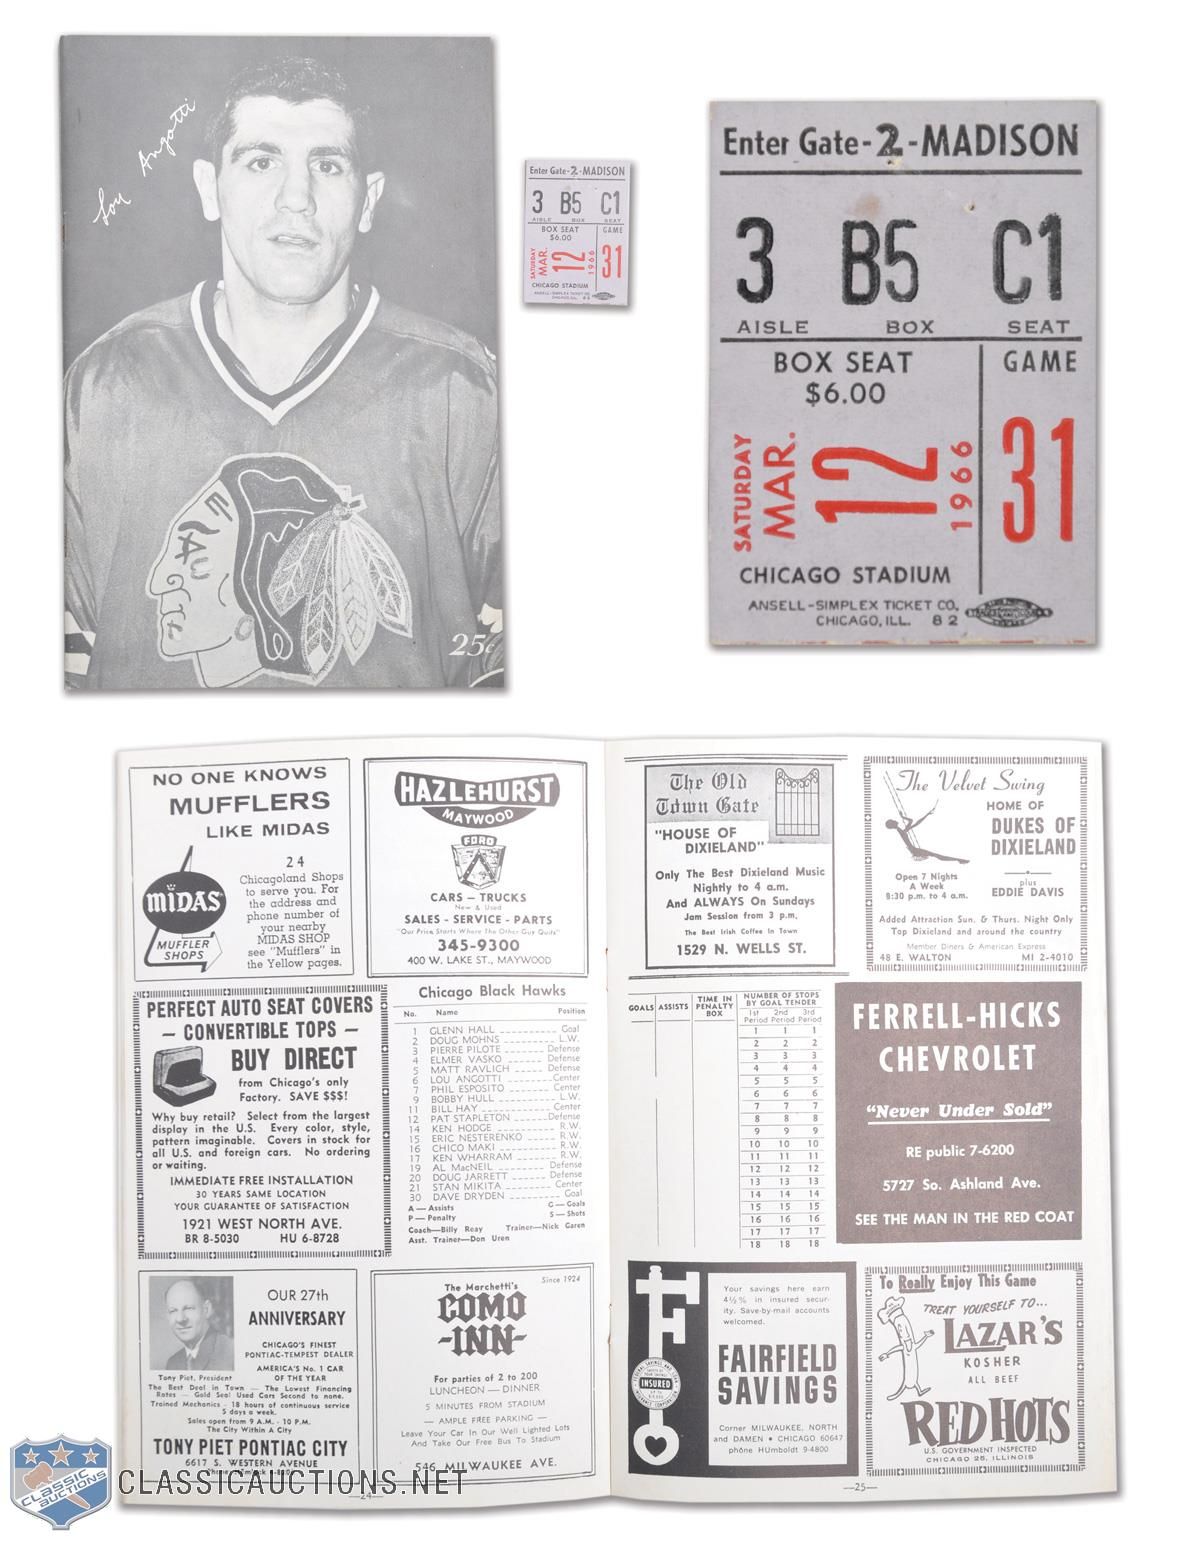 Lou Angotti
25¢
Enter Gate-2-MADISON
3 B5 C1
AISLE BOX SEAT
BOX SEAT
$6.00
GAME
SATURDAY
MAR.
12
1966
31
CHICAGO STADIUM
Enter Gate-2-MADISON
3 B5 C1
AISLE BOX SEAT
BOX SEAT
$6.00
GAME
SATURDAY
MAR.
12
1966
31
CHICAGO STADIUM
ANSELL-SIMPLEX TICKET CO.
CHICAGO, ILL. 82
NO ONE KNOWS
MUFFLERS
LIKE MIDAS
MIDAS
MUFFLER
SHOPS
24
Chicagoland Shops
to serve you. For
the address and
phone number of
your nearby
MIDAS SHOP
see "Mufflers" in
the Yellow pages.
HAZLEHURST
MAYWOOD
FORD
CARS — TRUCKS
New & Used
SALES - SERVICE - PARTS
"Our Price Starts Where The Other Guy Quits"
345-9300
400 W. LAKE ST., MAYWOOD
PERFECT AUTO SEAT COVERS
— CONVERTIBLE TOPS —
BUY DIRECT
from Chicago's only
Factory. SAVE $$$!
Why buy retail? Select from the largest
display in the U.S. Every color, style,
pattern imaginable. Covers in stock for
all U.S. and foreign cars. No ordering
or waiting.
IMMEDIATE FREE INSTALLATION
30 YEARS SAME LOCATION
YOUR GUARANTEE OF SATISFACTION
1921 WEST NORTH AVE.
BR 8-5030 HU 6-8728
Chicago Black Hawks
No. Name Position
1 GLENN HALL Goal
2 DOUG MOHNS L.W.
3 PIERRE PILOTE Defense
4 ELMER VASKO Defense
5 MATT RAVLICH Defense
6 LOU ANGOTTI Center
7 PHIL ESPOSITO Center
9 BOBBY HULL L.W.
11 BILL HAY Center
12 PAT STAPLETON Defense
14 KEN HODGE R.W.
15 ERIC NESTERENKO R.W.
16 CHICO MAKI R.W.
17 KEN WHARRAM R.W.
19 AL MacNEIL Defense
20 DOUG JARRETT Defense
21 STAN MIKITA Center
30 DAVE DRYDEN Goal
A — Assists G — Goals
P — Penalty S — Shots
Coach—Billy Reay Trainer—Nick Garen
Asst. Trainer—Don Uren
OUR 27th
ANNIVERSARY
CHICAGO'S FINEST
PONTIAC-TEMPEST DEALER
AMERICA'S No. 1 CAR
OF THE YEAR
Tony Piet, President
The Best Deal in Town — The Lowest Financing
Rates — Gold Seal Used Cars Second to none.
Trained Mechanics - 18 hours of continuous service
5 days a week.
Sales open from 9 A.M. - 10 P.M.
The City Within A City
TONY PIET PONTIAC CITY
6617 S. WESTERN AVENUE
Since 1924
The Marchetti's
COMO
-INN-
For parties of 2 to 200
LUNCHEON — DINNER
5 MINUTES FROM STADIUM
— AMPLE FREE PARKING —
Leave Your Car In Our Well Lighted Lots
And Take Our Free Bus To Stadium
546 MILWAUKEE AVE.
—24—
The Old
Town Gate
"HOUSE OF
DIXIELAND"
Only The Best Dixieland Music
Nightly to 4 a.m.
And ALWAYS On Sundays
Jam Session from 3 p.m.
The Best Irish Coffee In Town
1529 N. WELLS ST.
The Velvet Swing
HOME OF
DUKES OF
DIXIELAND
plus
EDDIE DAVIS
Open 7 Nights
A Week
8:30 p.m. to 4 a.m.
Added Attraction Sun. & Thurs. Night Only
Top Dixieland and around the country
Member Diners & American Express
48 E. WALTON MI 2-4010
GOALS ASSISTS TIME IN PENALTY BOX NUMBER OF STOPS BY GOAL TENDER
1st Period 2nd Period 3rd Period
1 1 1
2 2 2
3 3 3
4 4 4
5 5 5
6 6 6
7 7 7
8 8 8
9 9 9
10 10 10
11 11 11
12 12 12
13 13 13
14 14 14
15 15 15
16 16 16
17 17 17
18 18 18
FERRELL-HICKS
CHEVROLET
"Never Under Sold"
RE public 7-6200
5727 So. Ashland Ave.
SEE THE MAN IN THE RED COAT
INSURED
Your savings here earn
4½% in insured secur-
ity. Save-by-mail accounts
welcomed.
FAIRFIELD
SAVINGS
Corner MILWAUKEE, NORTH
and DAMEN • CHICAGO 60647
phone HUmboldt 9-4800
To Really Enjoy This Game
TREAT YOURSELF TO...
LAZAR'S
KOSHER
ALL BEEF
RED HOTS
U.S. GOVERNMENT INSPECTED
CHICAGO 25, ILLINOIS
—25—
CLASSIC
AUCTIONS
CLASSICAUCTIONS.NET